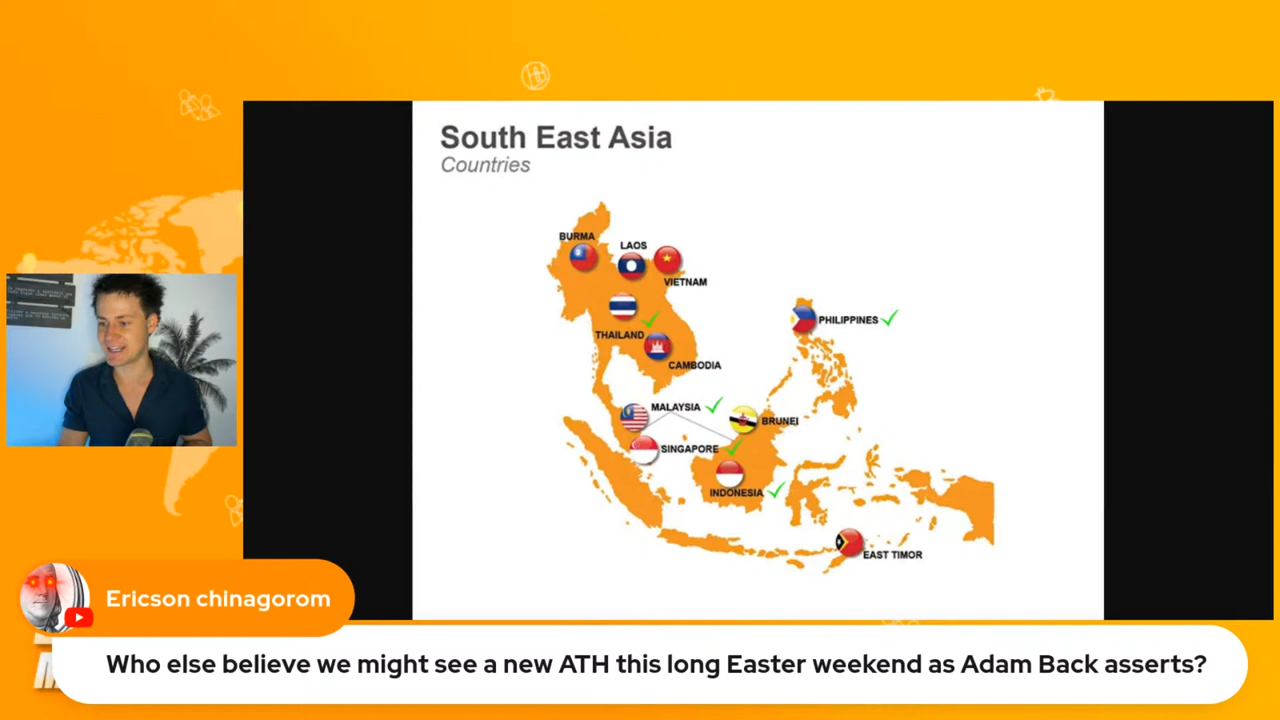 South East Asia
Countries
BURMA
LAOS
VIETNAM
THAILAND
CAMBODIA
PHILIPPINES
MALAYSIA
BRUNEI
SINGAPORE
INDONESIA
EAST TIMOR
Ericson chinagorom
Who else believe we might see a new ATH this long Easter weekend as Adam Back asserts?